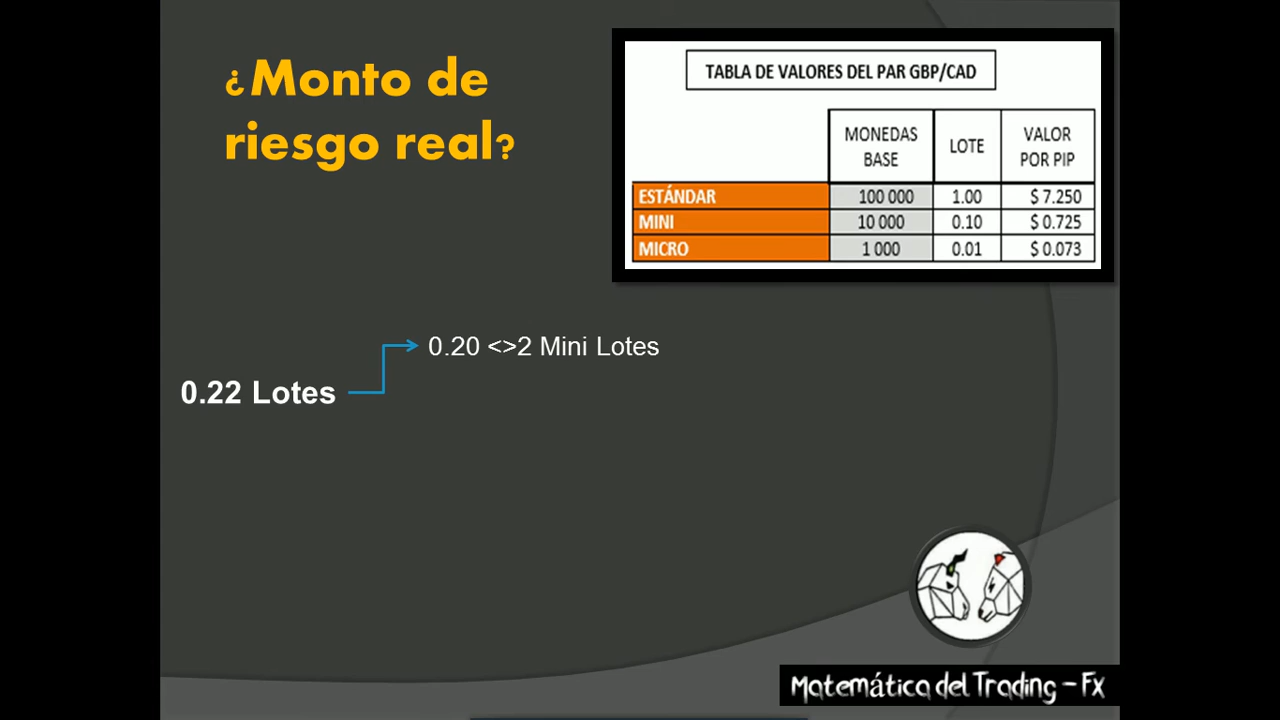 ¿Monto de
riesgo real?
TABLA DE VALORES DEL PAR GBP/CAD
MONEDAS BASE LOTE VALOR POR PIP
ESTÁNDAR 100 000 1.00 $ 7.250
MINI 10 000 0.10 $ 0.725
MICRO 1 000 0.01 $ 0.073
0.20 <>2 Mini Lotes
0.22 Lotes
Matemática del Trading - Fx